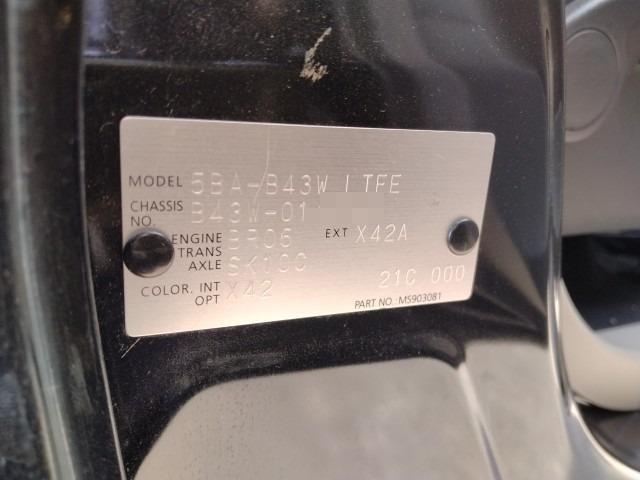 MODEL 5BA-B43W LTFE
CHASSIS NO. B43W-01
ENGINE BR06 EXT X42A
TRANS AXLE
COLOR. INT X42 21C 000
OPT PART NO.:MS903081